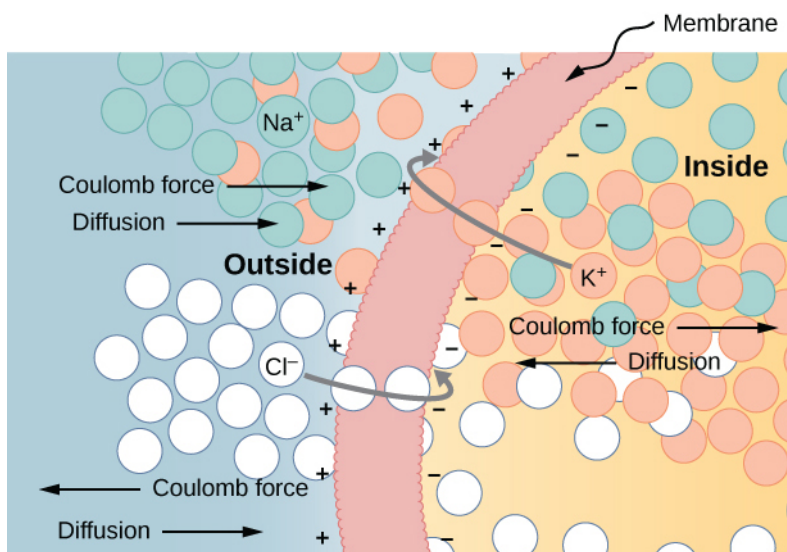 Membrane
Na⁺
Inside
Coulomb force
Diffusion
Outside
K⁺
Coulomb force
Cl⁻
Diffusion
Coulomb force
Diffusion